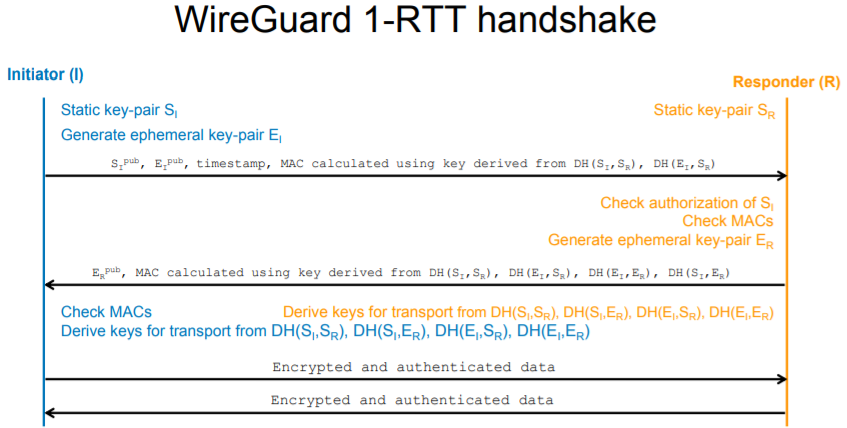 WireGuard 1-RTT handshake
Initiator (I)
Responder (R)
Static key-pair S_I
Static key-pair S_R
Generate ephemeral key-pair E_I
S_I^pub, E_I^pub, timestamp, MAC calculated using key derived from DH(S_I,S_R), DH(E_I,S_R)
Check authorization of S_I
Check MACs
Generate ephemeral key-pair E_R
E_R^pub, MAC calculated using key derived from DH(S_I,S_R), DH(E_I,S_R), DH(E_I,E_R), DH(S_I,E_R)
Check MACs
Derive keys for transport from DH(S_I,S_R), DH(S_I,E_R), DH(E_I,S_R), DH(E_I,E_R)
Derive keys for transport from DH(S_I,S_R), DH(S_I,E_R), DH(E_I,S_R), DH(E_I,E_R)
Encrypted and authenticated data
Encrypted and authenticated data